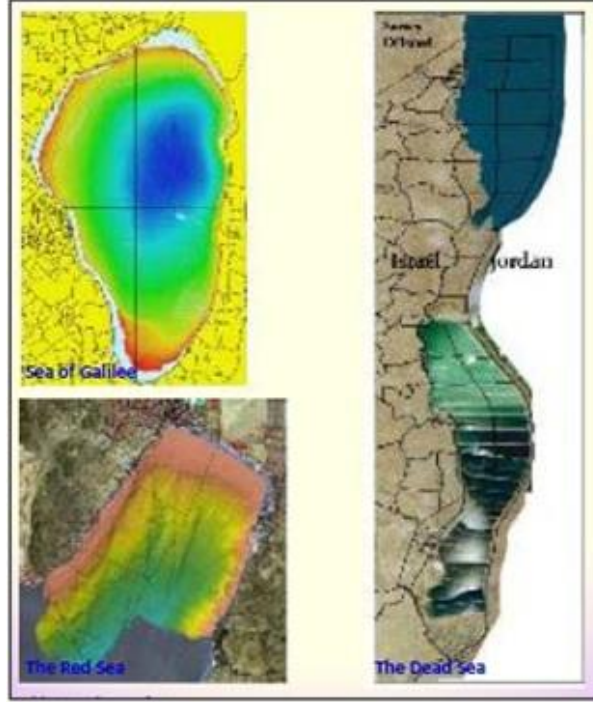 Sea of Galilee
Israel
Jordan
The Red Sea
The Dead Sea